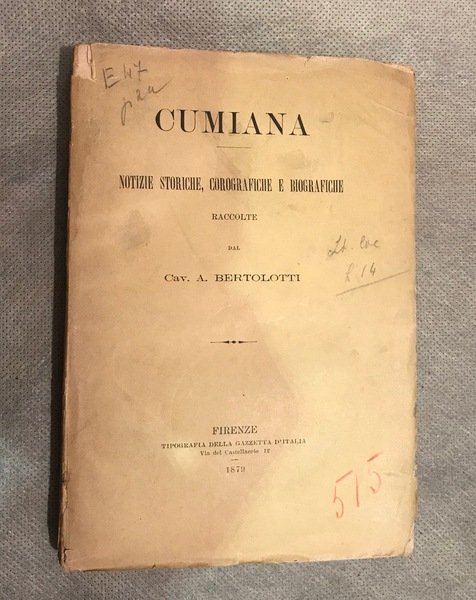 E 47
CUMIANA
NOTIZIE STORICHE, COROGRAFICHE E BIOGRAFICHE
RACCOLTE
DAL
Cav. A. BERTOLOTTI
£ 14
FIRENZE
TIPOGRAFIA DELLA GAZZETTA D'ITALIA
Via del Castellaccio
1879
515